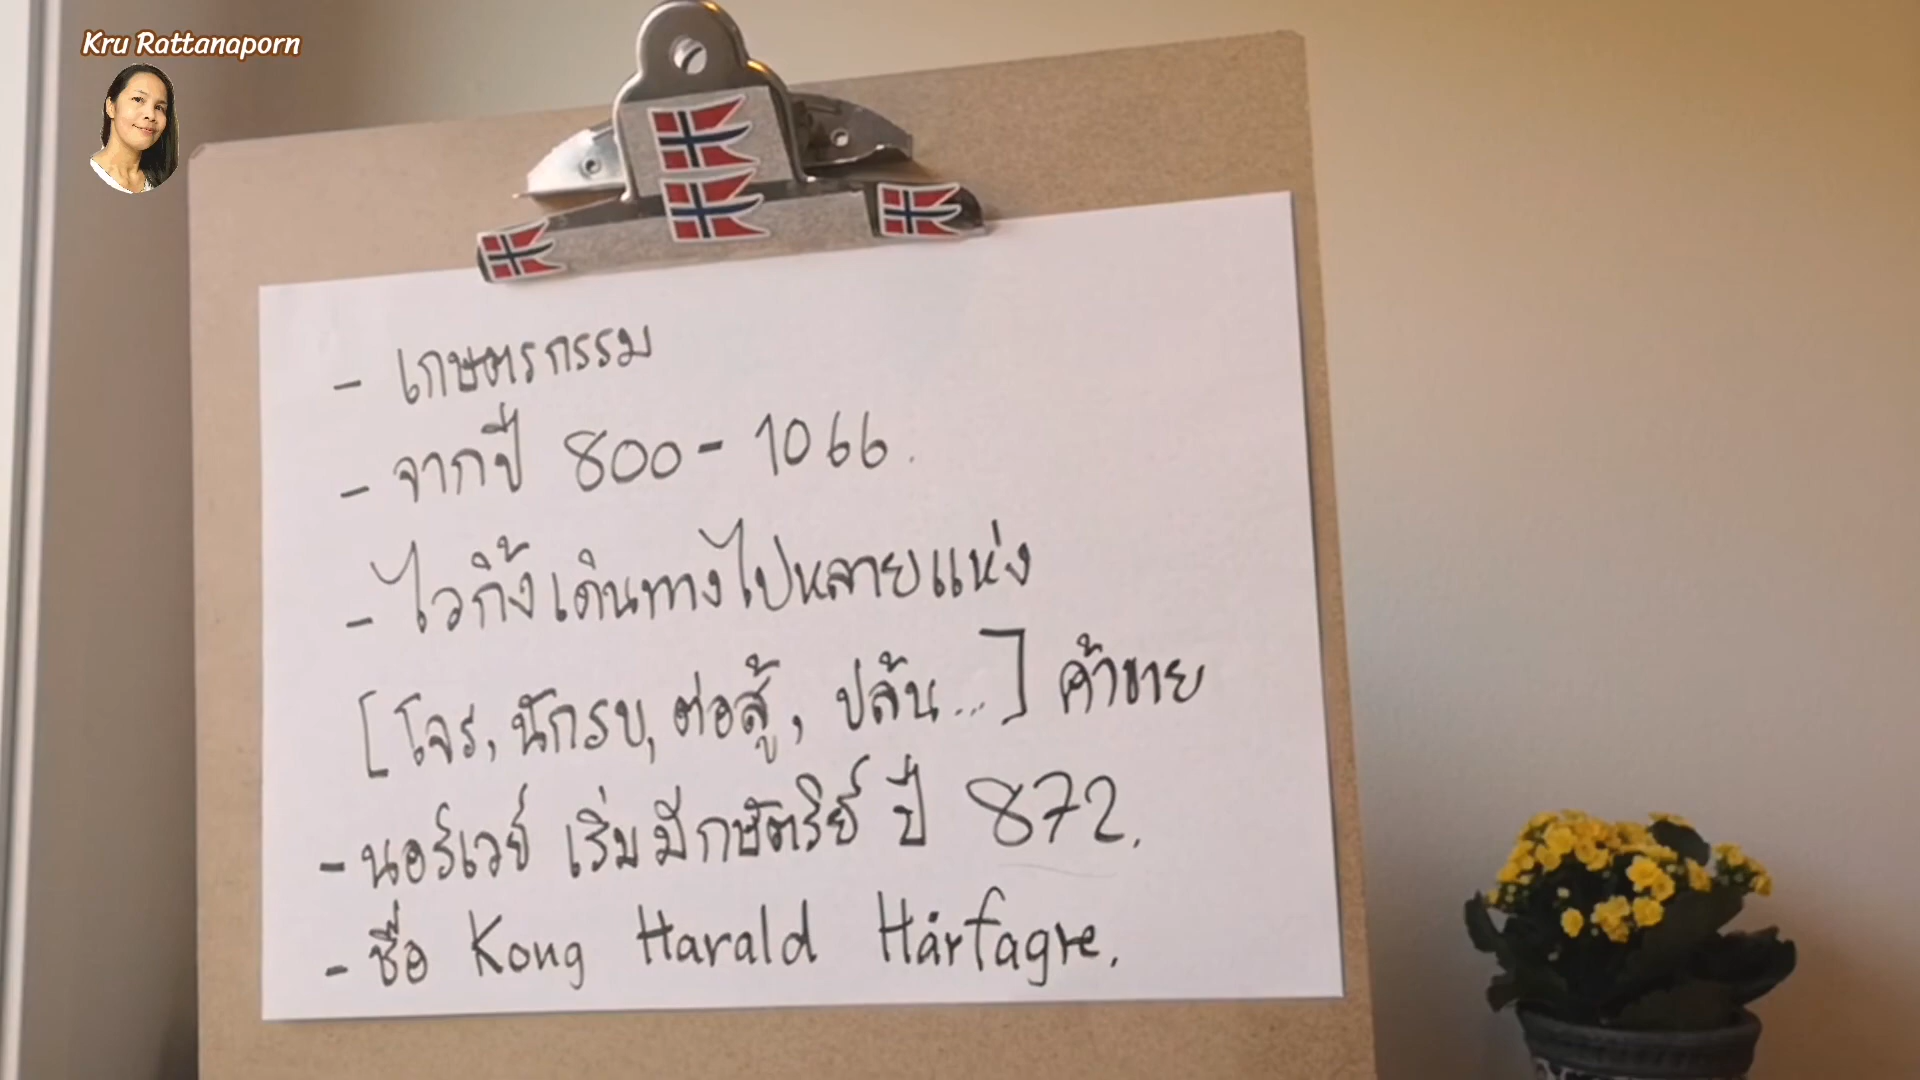 Kru Rattanaporn
- เกษตรกรรม
- จากปี 800 - 1066.
- ไวกิ้งเดินทางไปหลายแห่ง
[โจร, นักรบ, ต่อสู้, ปล้น...] ค้าขาย
- นอร์เวย์ เริ่มมีกษัตริย์ ปี 872.
- ชื่อ Kong Harald Hårfagre.